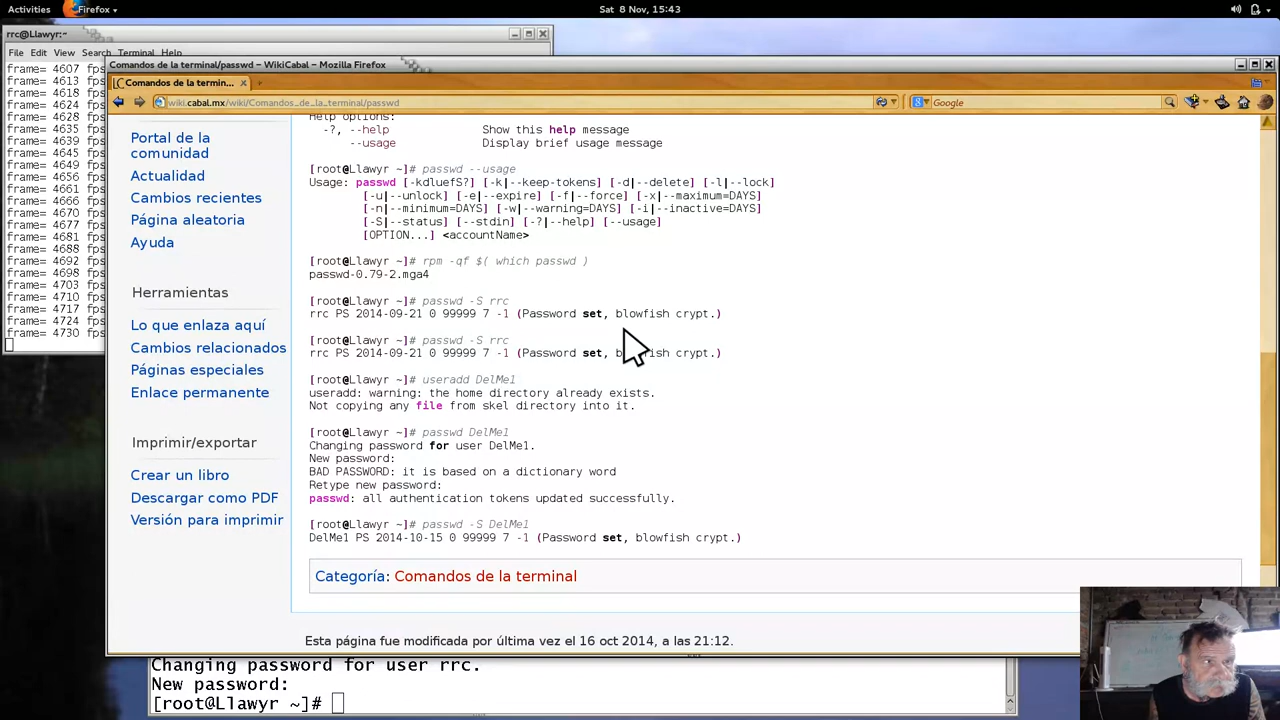 Activities Firefox Sat 8 Nov, 15:43
rrc@Llawyr:~
File Edit View Search Terminal Help
frame= 4607 fps
frame= 4613 fps
frame= 4618 fps
frame= 4624 fps
frame= 4628 fps
frame= 4635 fps
frame= 4639 fps
frame= 4645 fps
frame= 4649 fps
frame= 4656 fps
frame= 4661 fps
frame= 4666 fps
frame= 4670 fps
frame= 4677 fps
frame= 4681 fps
frame= 4688 fps
frame= 4692 fps
frame= 4698 fps
frame= 4703 fps
frame= 4710 fps
frame= 4717 fps
frame= 4724 fps
frame= 4730 fps
Comandos de la terminal/passwd – WikiCabal – Mozilla Firefox
Comandos de la termin...
wiki.cabal.mx/wiki/Comandos_de_la_terminal/passwd
Google
Portal de la
comunidad
Actualidad
Cambios recientes
Página aleatoria
Ayuda
Herramientas
Lo que enlaza aquí
Cambios relacionados
Páginas especiales
Enlace permanente
Imprimir/exportar
Crear un libro
Descargar como PDF
Versión para imprimir
Help options:
-?, --help Show this help message
--usage Display brief usage message
[root@Llawyr ~]# passwd --usage
Usage: passwd [-kdluefS?] [-k|--keep-tokens] [-d|--delete] [-l|--lock]
[-u|--unlock] [-e|--expire] [-f|--force] [-x|--maximum=DAYS]
[-n|--minimum=DAYS] [-w|--warning=DAYS] [-i|--inactive=DAYS]
[-S|--status] [--stdin] [-?|--help] [--usage]
[OPTION...] <accountName>
[root@Llawyr ~]# rpm -qf $( which passwd )
passwd-0.79-2.mga4
[root@Llawyr ~]# passwd -S rrc
rrc PS 2014-09-21 0 99999 7 -1 (Password set, blowfish crypt.)
[root@Llawyr ~]# passwd -S rrc
rrc PS 2014-09-21 0 99999 7 -1 (Password set, blowfish crypt.)
[root@Llawyr ~]# useradd DelMe1
useradd: warning: the home directory already exists.
Not copying any file from skel directory into it.
[root@Llawyr ~]# passwd DelMe1
Changing password for user DelMe1.
New password:
BAD PASSWORD: it is based on a dictionary word
Retype new password:
passwd: all authentication tokens updated successfully.
[root@Llawyr ~]# passwd -S DelMe1
DelMe1 PS 2014-10-15 0 99999 7 -1 (Password set, blowfish crypt.)
Categoría: Comandos de la terminal
Esta página fue modificada por última vez el 16 oct 2014, a las 21:12.
Changing password for user rrc.
New password:
[root@Llawyr ~]#